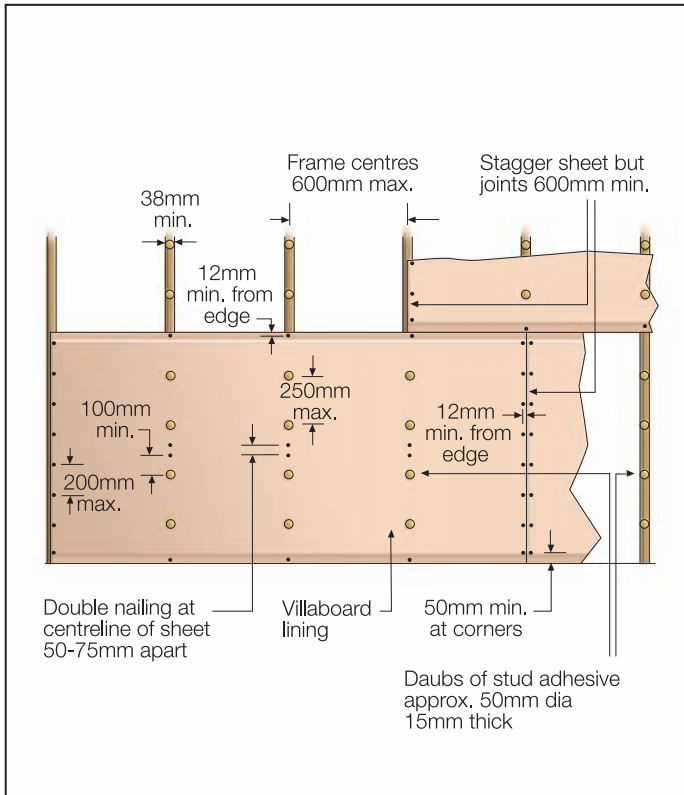 Frame centres
600mm max.
Stagger sheet but
joints 600mm min.
38mm
min.
12mm
min. from
edge
250mm
max.
100mm
min.
12mm
min. from
edge
200mm
max.
Double nailing at
centreline of sheet
50-75mm apart
Villaboard
lining
50mm min.
at corners
Daubs of stud adhesive
approx. 50mm dia
15mm thick